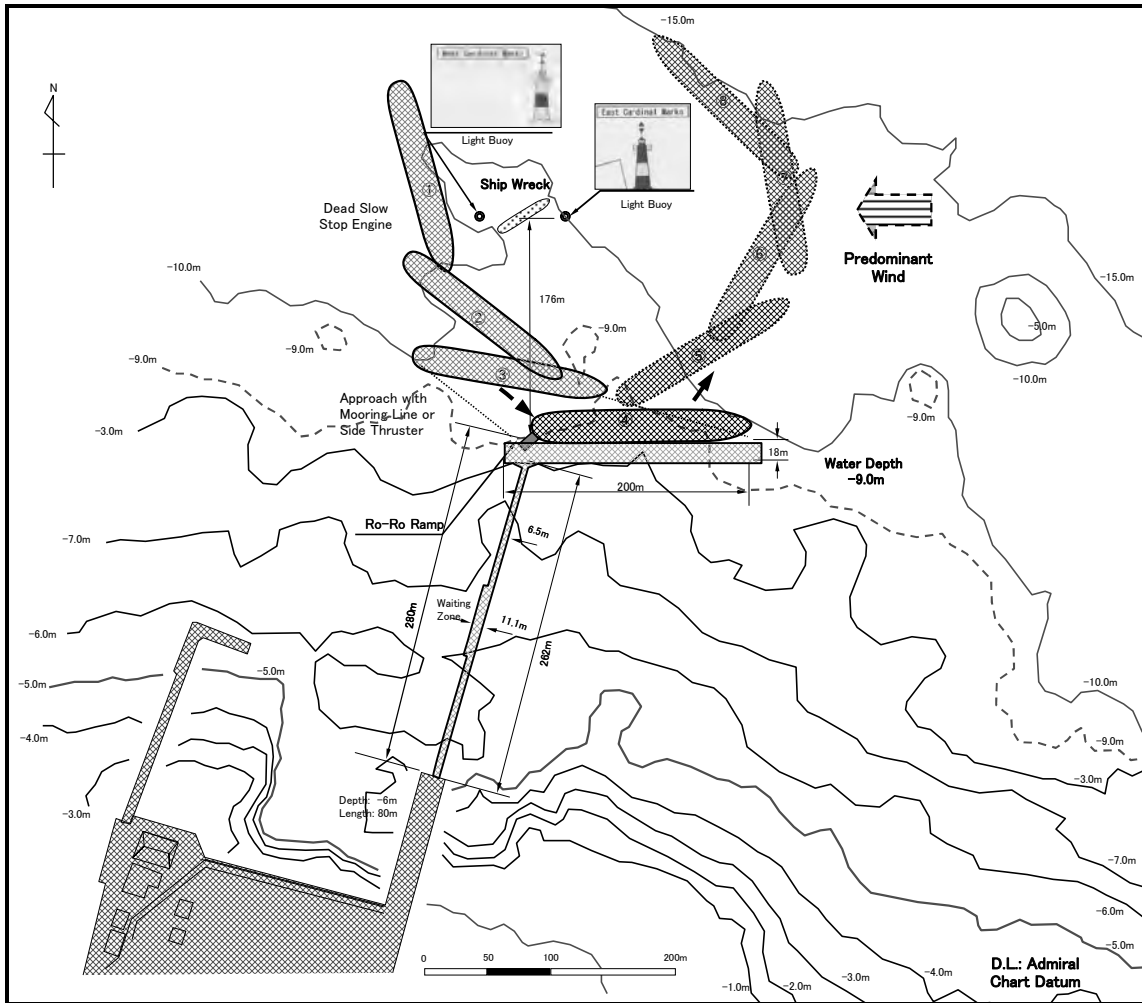 -15.0m
West Cardinal Marks
N
East Cardinal Marks
Light Buoy
①
Ship Wreck
Light Buoy
Dead Slow
Stop Engine
⑧
⑥
Predominant
Wind
-10.0m
-15.0m
176m
②
-9.0m
-5.0m
-9.0m
⑤
-9.0m
③
-10.0m
Approach with
Mooring Line or
Side Thruster
-9.0m
-3.0m
④
18m
Water Depth
-9.0m
200m
Ro-Ro Ramp
6.5m
-7.0m
280m
Waiting
Zone
11.1m
262m
-6.0m
-5.0m
-5.0m
-10.0m
-4.0m
-9.0m
-3.0m
Depth: -6m
Length: 80m
-3.0m
-7.0m
-6.0m
-5.0m
0
50
100
200m
D.L.: Admiral
Chart Datum
-4.0m
-3.0m
-2.0m
-1.0m